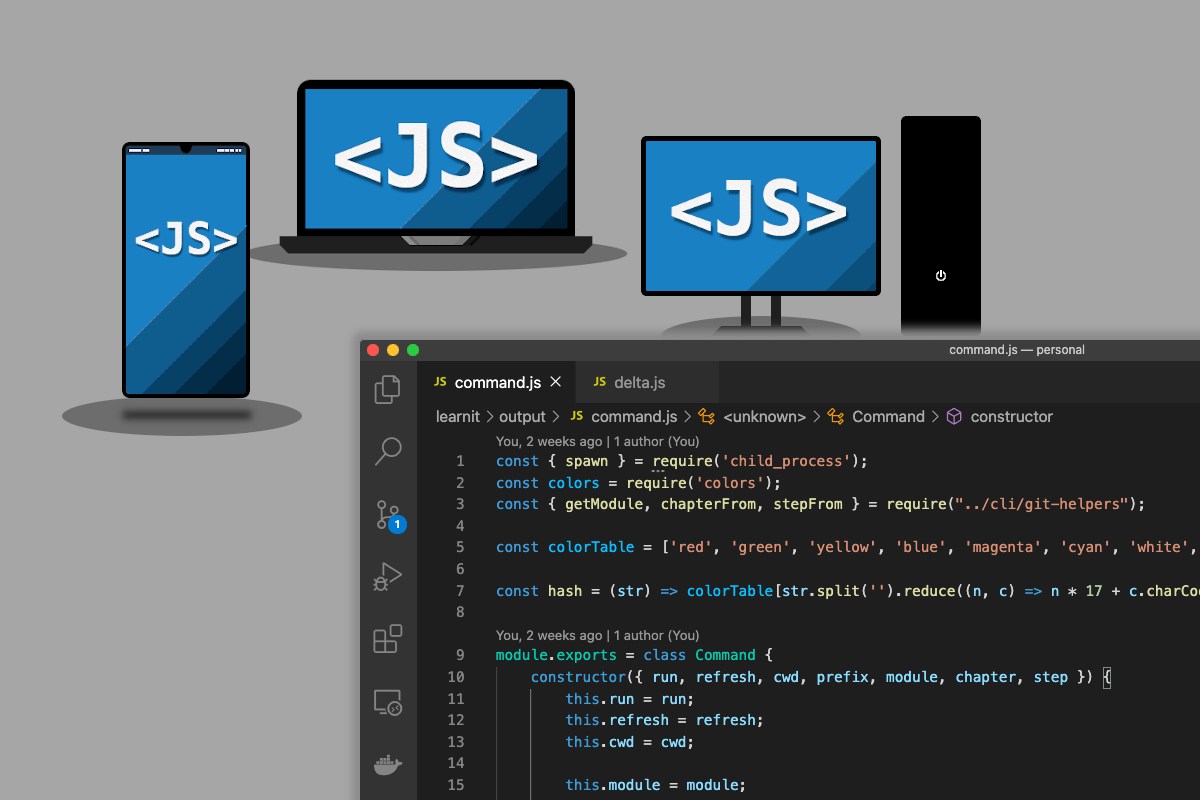 <JS>
<JS>
<JS>
command.js — personal
JS command.js JS delta.js
learnit > output > JS command.js > <unknown> > Command > constructor
You, 2 weeks ago | 1 author (You)
1 const { spawn } = require('child_process');
2 const colors = require('colors');
3 const { getModule, chapterFrom, stepFrom } = require("../cli/git-helpers");
4
5 const colorTable = ['red', 'green', 'yellow', 'blue', 'magenta', 'cyan', 'white',
6
7 const hash = (str) => colorTable[str.split('').reduce((n, c) => n * 17 + c.charCo
8
You, 2 weeks ago | 1 author (You)
9 module.exports = class Command {
1
10 constructor({ run, refresh, cwd, prefix, module, chapter, step }) {
11 this.run = run;
12 this.refresh = refresh;
13 this.cwd = cwd;
14
15 this.module = module;